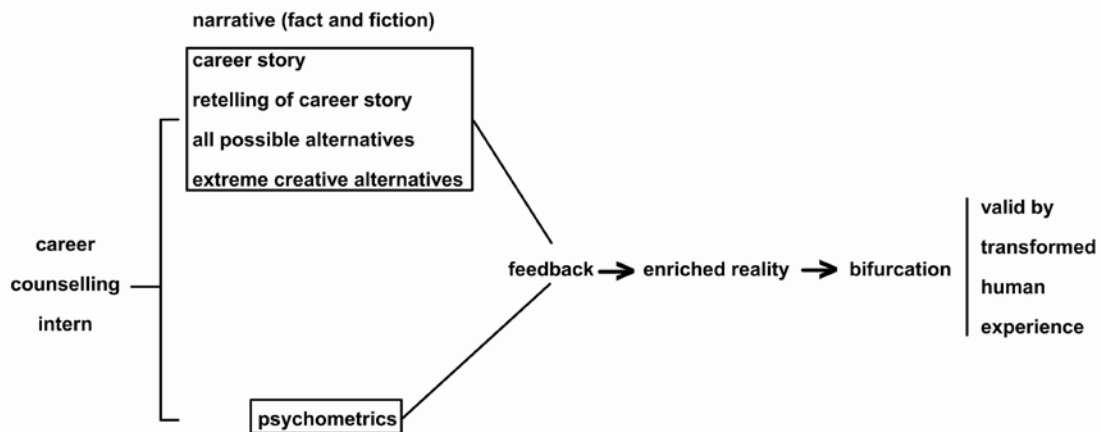 narrative (fact and fiction)
career story
retelling of career story
all possible alternatives
extreme creative alternatives
career
counselling
intern
feedback
enriched reality
bifurcation
valid by
transformed
human
experience
psychometrics